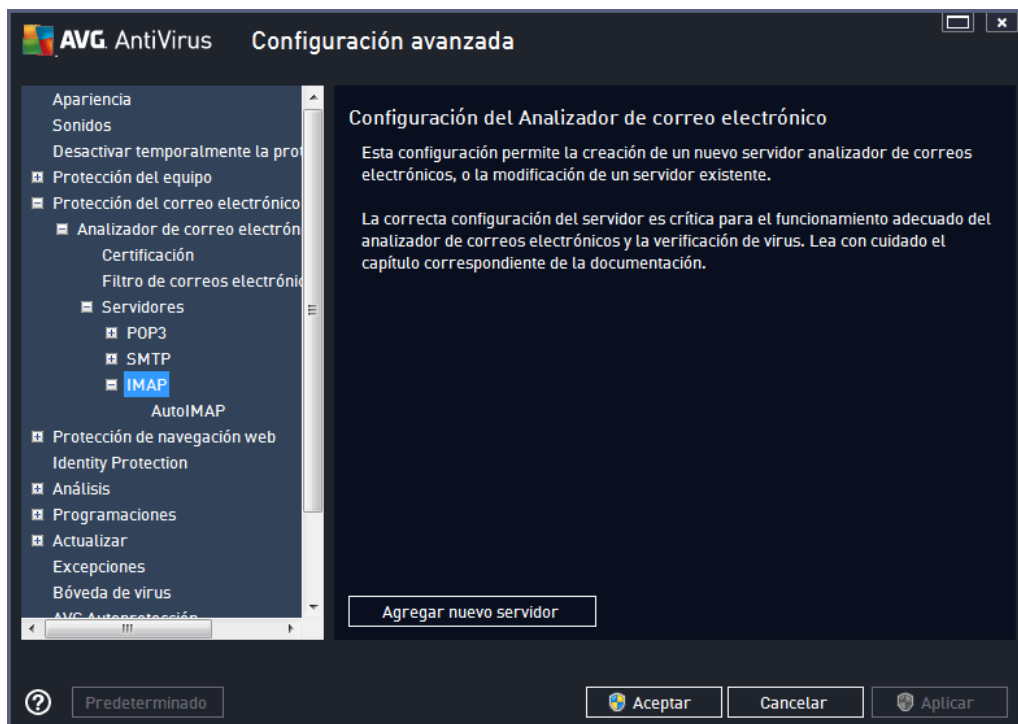 AVG. AntiVirus Configuración avanzada
Apariencia
Sonidos
Desactivar temporalmente la prot
Protección del equipo
Protección del correo electrónico
Analizador de correo electrón
Certificación
Filtro de correos electrónic
Servidores
POP3
SMTP
IMAP
AutoIMAP
Protección de navegación web
Identity Protection
Análisis
Programaciones
Actualizar
Excepciones
Bóveda de virus
AVG Autoprotección
Configuración del Analizador de correo electrónico
Esta configuración permite la creación de un nuevo servidor analizador de correos
electrónicos, o la modificación de un servidor existente.
La correcta configuración del servidor es crítica para el funcionamiento adecuado del
analizador de correos electrónicos y la verificación de virus. Lea con cuidado el
capítulo correspondiente de la documentación.
Agregar nuevo servidor
Predeterminado
Aceptar
Cancelar
Aplicar